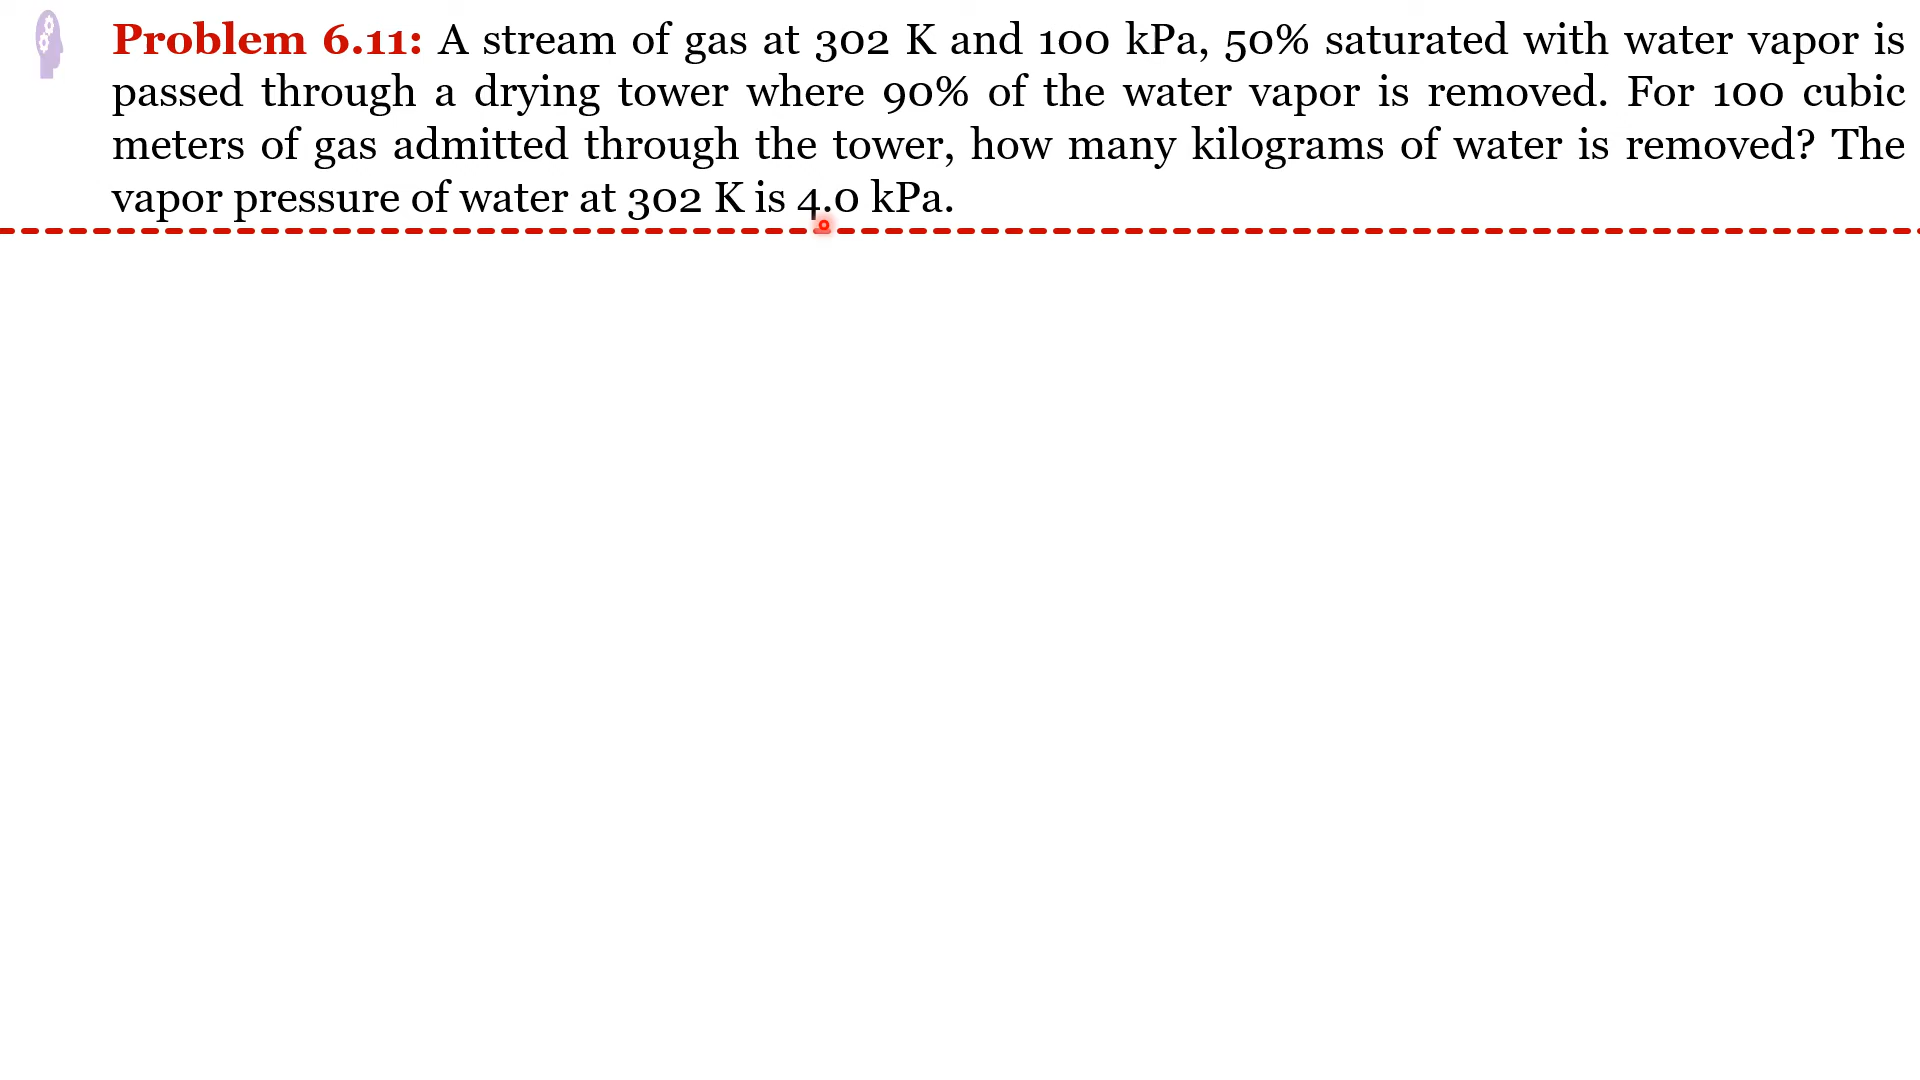 Problem 6.11: A stream of gas at 302 K and 100 kPa, 50% saturated with water vapor is
passed through a drying tower where 90% of the water vapor is removed. For 100 cubic
meters of gas admitted through the tower, how many kilograms of water is removed? The
vapor pressure of water at 302 K is 4.0 kPa.